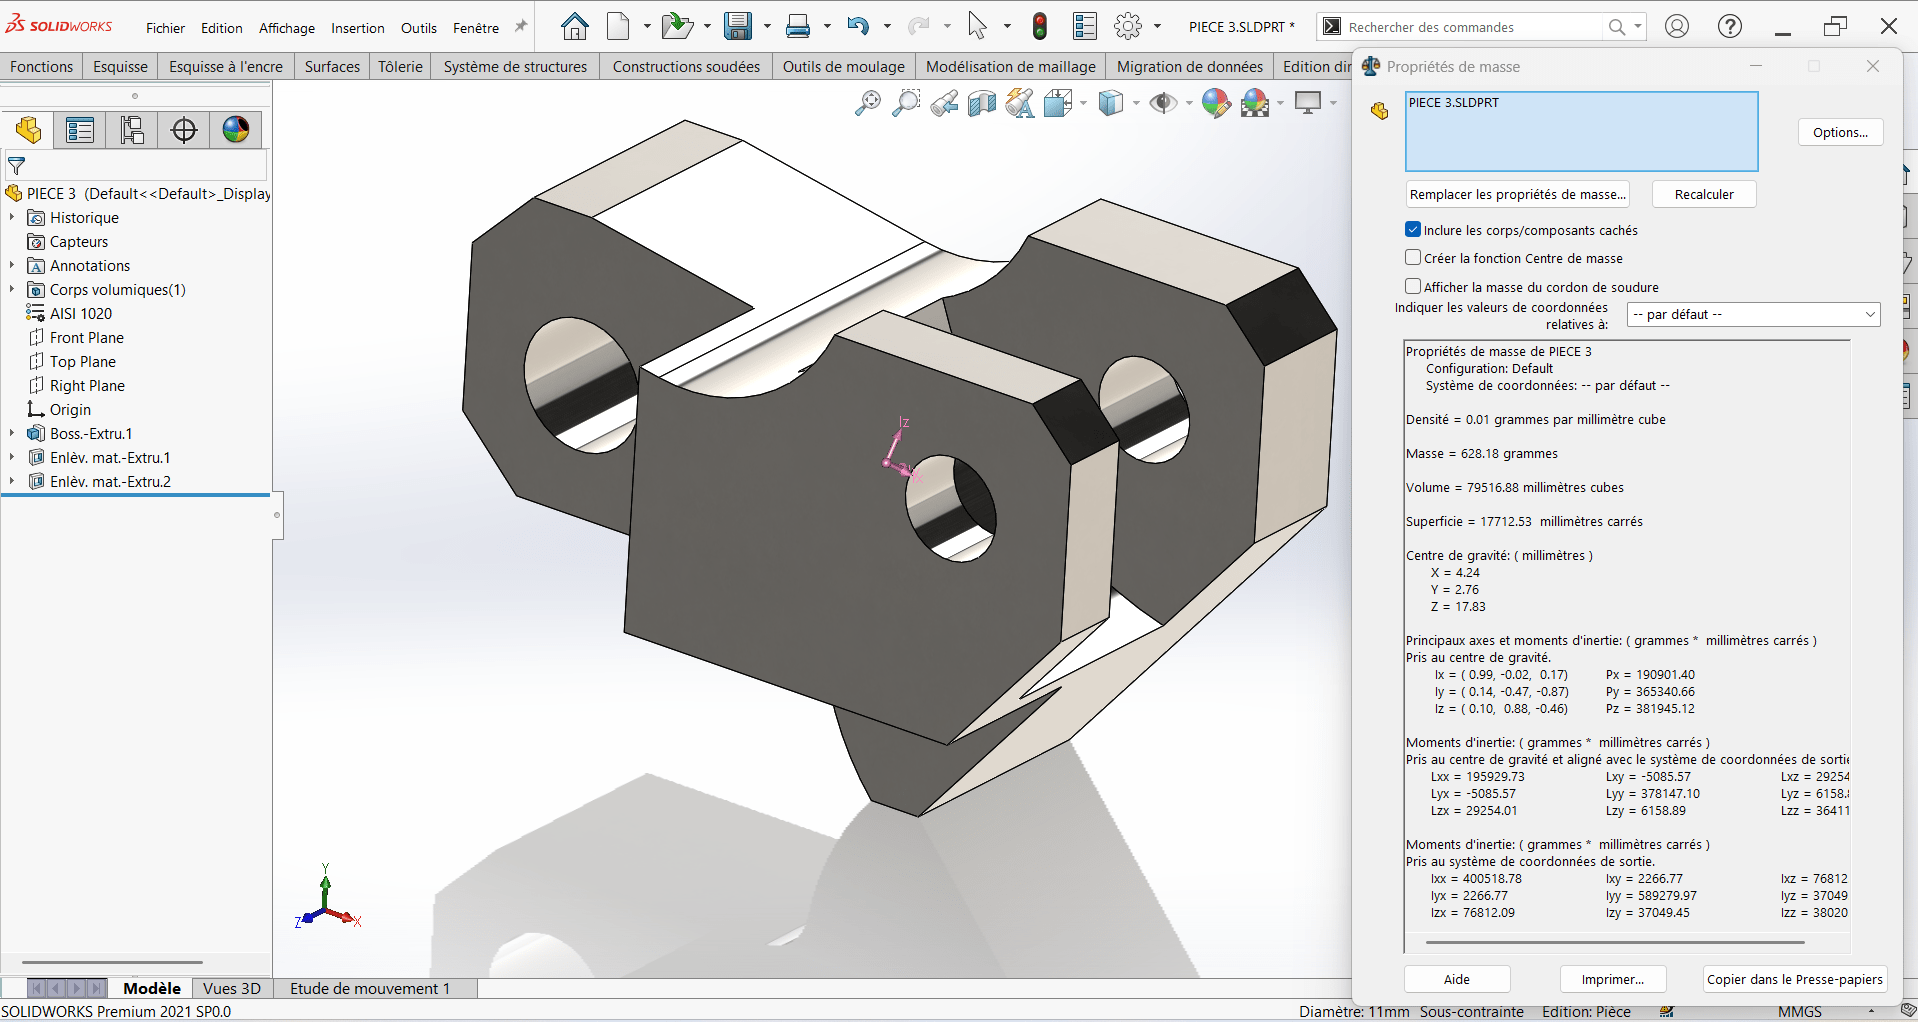 SOLIDWORKS
Fichier Edition Affichage Insertion Outils Fenêtre
PIECE 3.SLDPRT *
Rechercher des commandes
Fonctions Esquisse Esquisse à l'encre Surfaces Tôlerie Système de structures Constructions soudées Outils de moulage Modélisation de maillage Migration de données Edition dir
PIECE 3 (Default<<Default>_Display
Historique
Capteurs
Annotations
Corps volumiques(1)
AISI 1020
Front Plane
Top Plane
Right Plane
Origin
Boss.-Extru.1
Enlèv. mat.-Extru.1
Enlèv. mat.-Extru.2
Iz
Y
Z
X
Propriétés de masse
PIECE 3.SLDPRT
Options...
Remplacer les propriétés de masse...
Recalculer
Inclure les corps/composants cachés
Créer la fonction Centre de masse
Afficher la masse du cordon de soudure
Indiquer les valeurs de coordonnées
relatives à:
-- par défaut --
Propriétés de masse de PIECE 3
Configuration: Default
Système de coordonnées: -- par défaut --
Densité = 0.01 grammes par millimètre cube
Masse = 628.18 grammes
Volume = 79516.88 millimètres cubes
Superficie = 17712.53 millimètres carrés
Centre de gravité: ( millimètres )
X = 4.24
Y = 2.76
Z = 17.83
Principaux axes et moments d'inertie: ( grammes * millimètres carrés )
Pris au centre de gravité.
Ix = ( 0.99, -0.02, 0.17) Px = 190901.40
Iy = ( 0.14, -0.47, -0.87) Py = 365340.66
Iz = ( 0.10, 0.88, -0.46) Pz = 381945.12
Moments d'inertie: ( grammes * millimètres carrés )
Pris au centre de gravité et aligné avec le système de coordonnées de sortie
Lxx = 195929.73 Lxy = -5085.57 Lxz = 29254
Lyx = -5085.57 Lyy = 378147.10 Lyz = 6158.8
Lzx = 29254.01 Lzy = 6158.89 Lzz = 36411
Moments d'inertie: ( grammes * millimètres carrés )
Pris au système de coordonnées de sortie.
Ixx = 400518.78 Ixy = 2266.77 Ixz = 76812
Iyx = 2266.77 Iyy = 589279.97 Iyz = 37049
Izx = 76812.09 Izy = 37049.45 Izz = 38020
Aide Imprimer... Copier dans le Presse-papiers
Modèle Vues 3D Etude de mouvement 1
SOLIDWORKS Premium 2021 SP0.0
Diamètre: 11mm Sous-contrainte Edition: Pièce MMGS